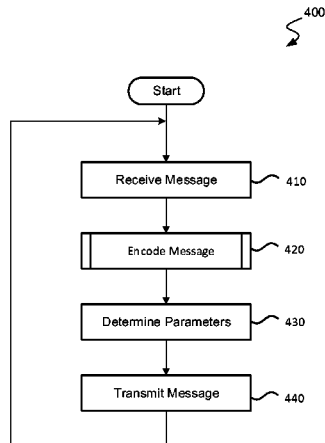 400
Start
Receive Message
410
Encode Message
420
Determine Parameters
430
Transmit Message
440